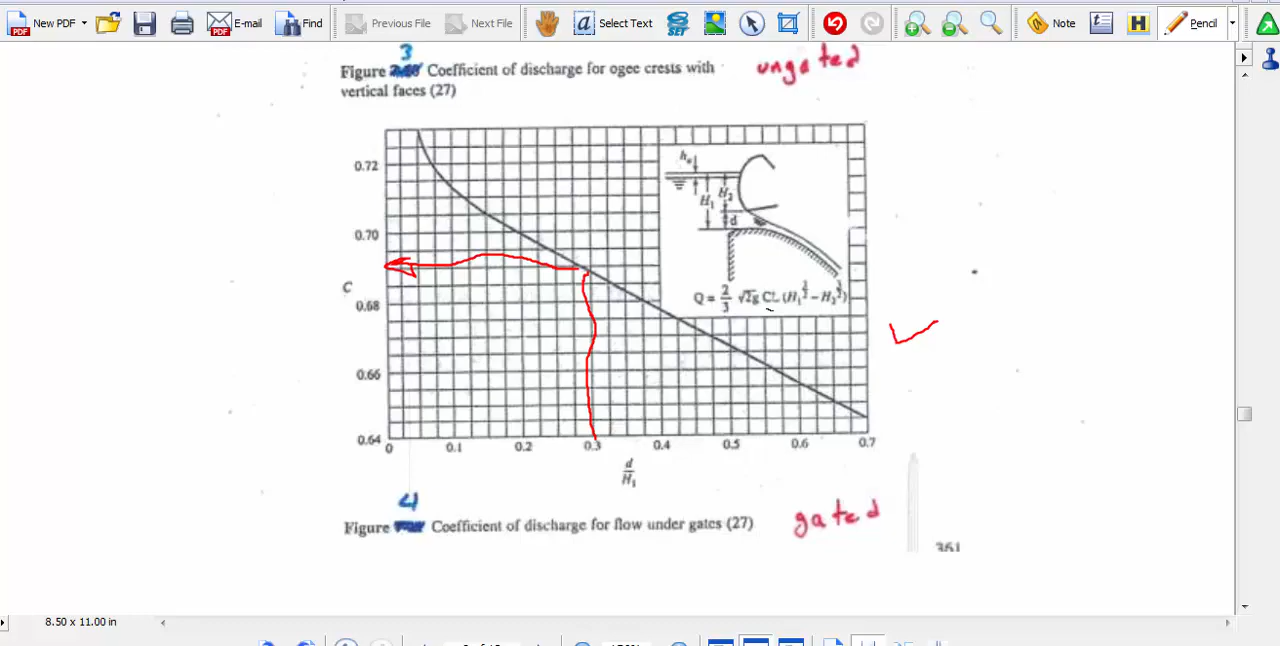 New PDF
E-mail
Find
Previous File
Next File
Select Text
Note
Pencil
3
Figure Coefficient of discharge for ogee crests with
vertical faces (27)
ungated
0.72
0.70
C
0.68
0.66
0.64
0 0.1 0.2 0.3 0.4 0.5 0.6 0.7
d
H₁
H₁
H₂
d
Q = 2/3 √2g CL (H₁^3/2 − H₂^3/2)
4
Figure Coefficient of discharge for flow under gates (27)
gated
361
8.50 x 11.00 in